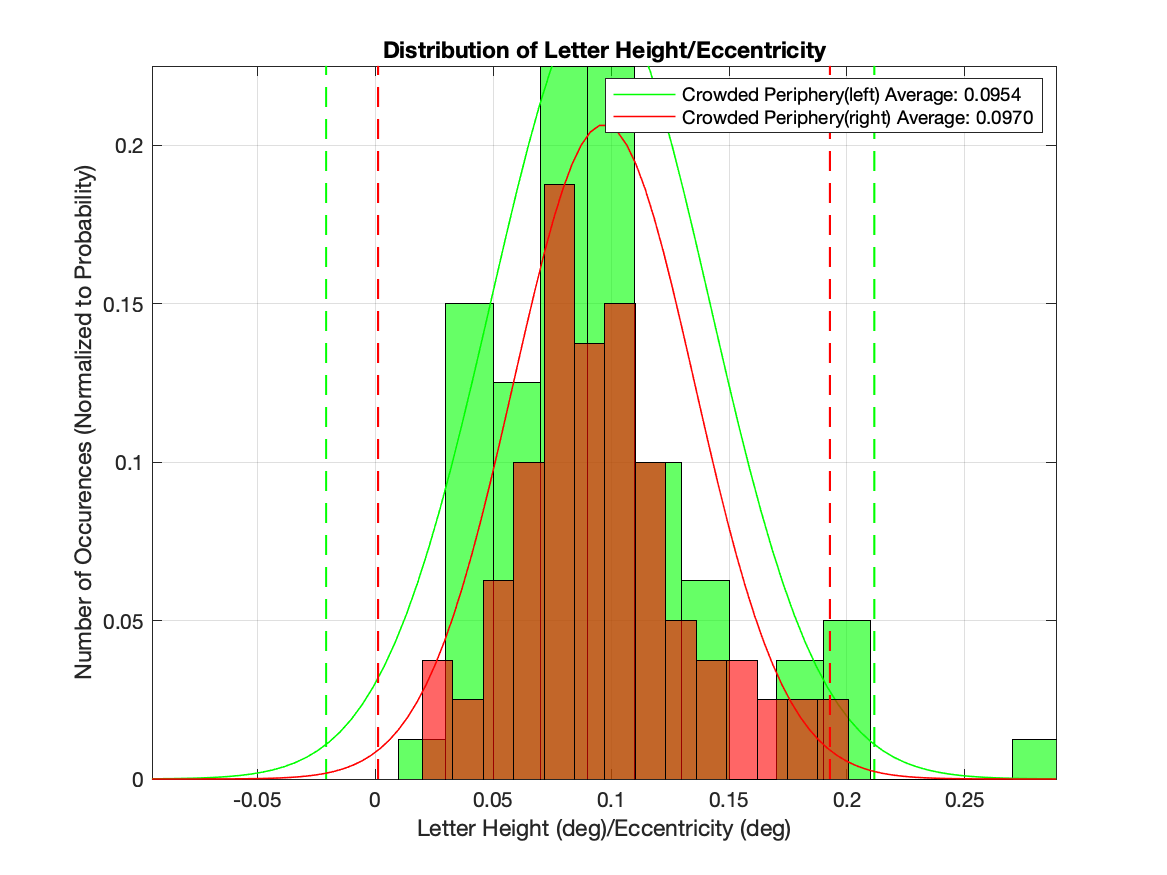 Distribution of Letter Height/Eccentricity
Crowded Periphery(left) Average: 0.0954
Crowded Periphery(right) Average: 0.0970
Number of Occurences (Normalized to Probability)
0.2
0.15
0.1
0.05
0
-0.05 0 0.05 0.1 0.15 0.2 0.25
Letter Height (deg)/Eccentricity (deg)